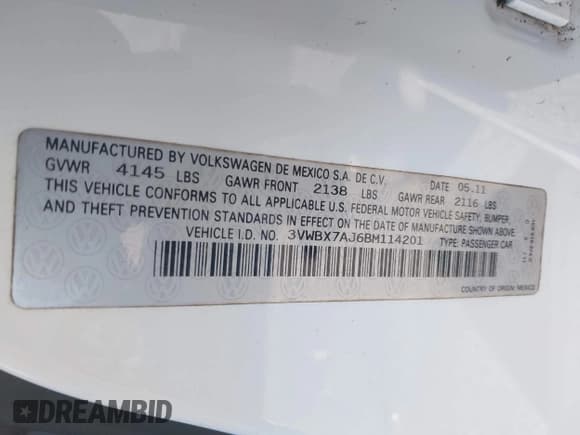 MANUFACTURED BY VOLKSWAGEN DE MEXICO S.A. DE C.V. DATE 05.11
GVWR 4145 LBS GAWR FRONT 2138 LBS GAWR REAR 2116 LBS
THIS VEHICLE CONFORMS TO ALL APPLICABLE U.S. FEDERAL MOTOR VEHICLE SAFETY, BUMPER,
AND THEFT PREVENTION STANDARDS IN EFFECT ON THE DATE OF MANUFACTURE SHOWN ABOVE.
VEHICLE I.D. NO. 3VWBX7AJ6BM114201 TYPE: PASSENGER CAR
COUNTRY OF ORIGIN: MEXICO
DREAMBID